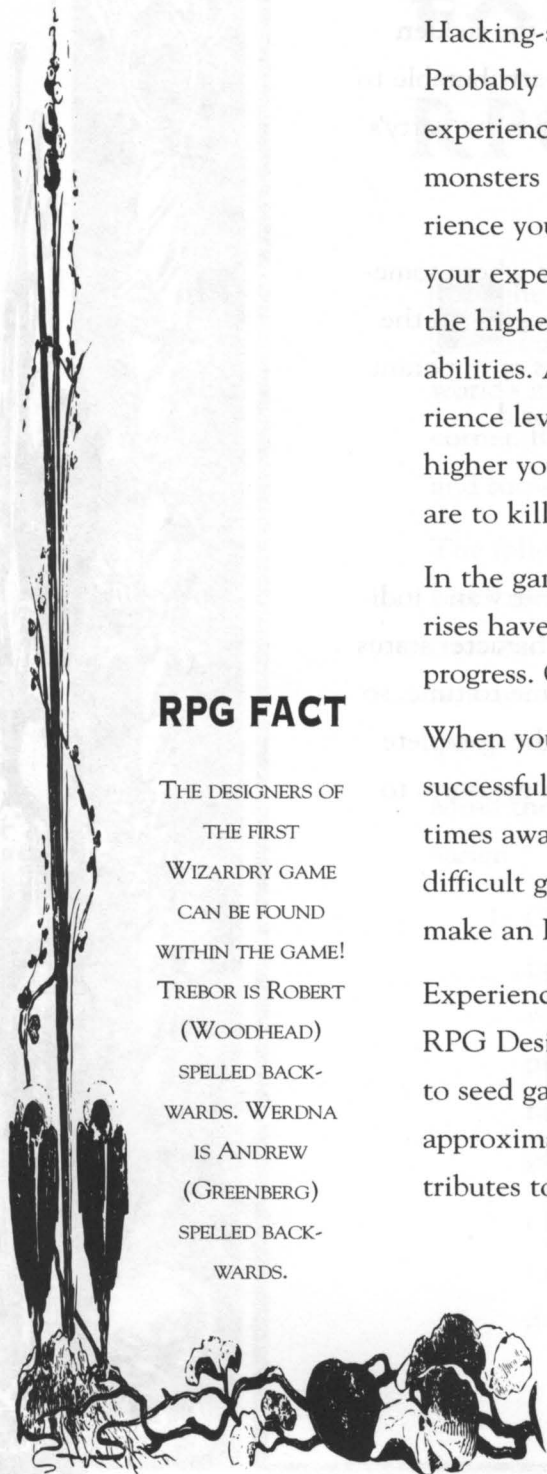 Hacking-
Probably
experienc
monsters
rience you
your expe
the highe
abilities.
rience lev
higher yo
are to kill
In the gar
rises have
progress.
When you
successful
times awa
difficult g
make an
Experienc
RPG Desi
to seed ga
approxim
tributes to
RPG FACT
THE DESIGNERS OF
THE FIRST
WIZARDRY GAME
CAN BE FOUND
WITHIN THE GAME!
TREBOR IS ROBERT
(WOODHEAD)
SPELLED BACK-
WARDS. WERDNA
IS ANDREW
(GREENBERG)
SPELLED BACK-
WARDS.